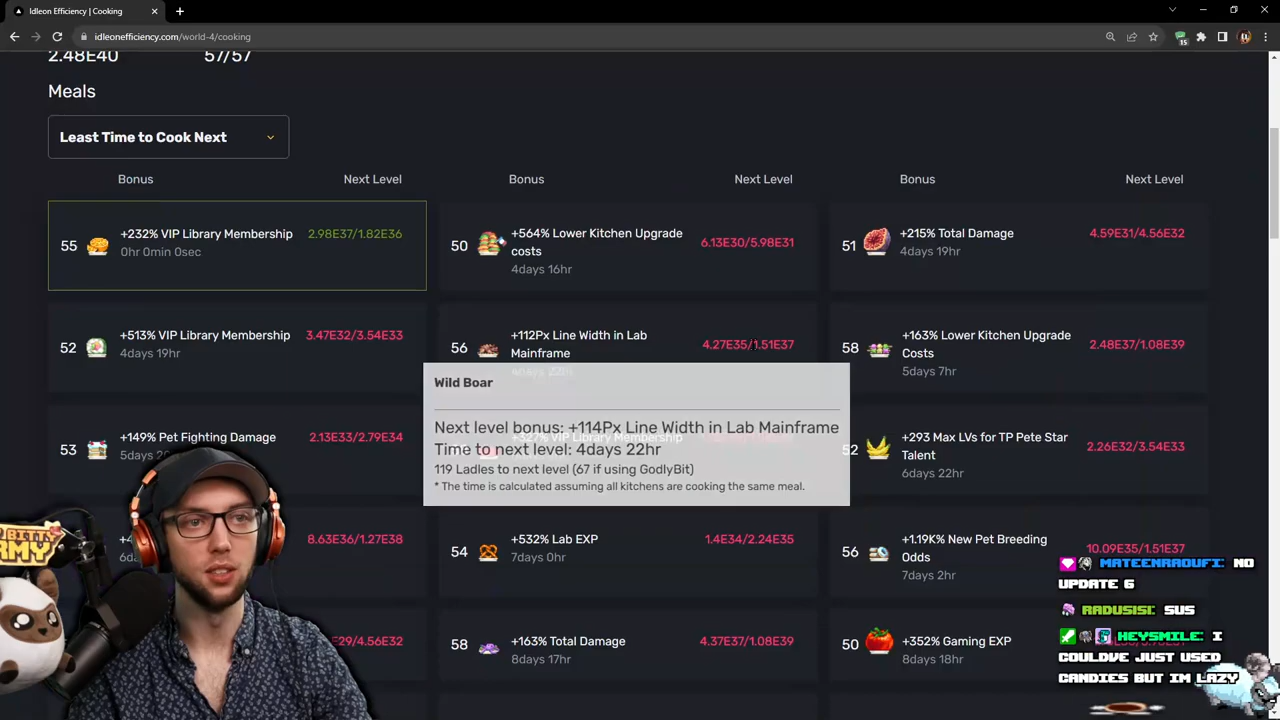 Idleon Efficiency | Cooking
idleonefficiency.com/world-4/cooking
15
2.48E40
57/57
Meals
Least Time to Cook Next
Bonus
Next Level
Bonus
Next Level
Bonus
Next Level
55
+232% VIP Library Membership
0hr 0min 0sec
2.98E37/1.82E36
50
+564% Lower Kitchen Upgrade
costs
4days 16hr
6.13E30/5.98E31
51
+215% Total Damage
4days 19hr
4.59E31/4.56E32
52
+513% VIP Library Membership
4days 19hr
3.47E32/3.54E33
56
+112Px Line Width in Lab
Mainframe
4.27E35/1.51E37
58
+163% Lower Kitchen Upgrade
Costs
5days 7hr
2.48E37/1.08E39
Wild Boar
Next level bonus: +114Px Line Width in Lab Mainframe
Time to next level: 4days 22hr
119 Ladles to next level (67 if using GodlyBit)
* The time is calculated assuming all kitchens are cooking the same meal.
53
+149% Pet Fighting Damage
2.13E33/2.79E34
+327% VIP Library Membership
52
+293 Max LVs for TP Pete Star
Talent
6days 22hr
2.26E32/3.54E33
8.63E36/1.27E38
54
+532% Lab EXP
7days 0hr
1.4E34/2.24E35
56
+1.19K% New Pet Breeding
Odds
7days 2hr
10.09E35/1.51E37
58
+163% Total Damage
8days 17hr
4.37E37/1.08E39
50
+352% Gaming EXP
8days 18hr
BITTY
ARMY
MATEENRAOUFI: NO
UPDATE 6
RADUSISI: SUS
HEYSMILE: I
COULDVE JUST USED
CANDIES BUT IM LAZY